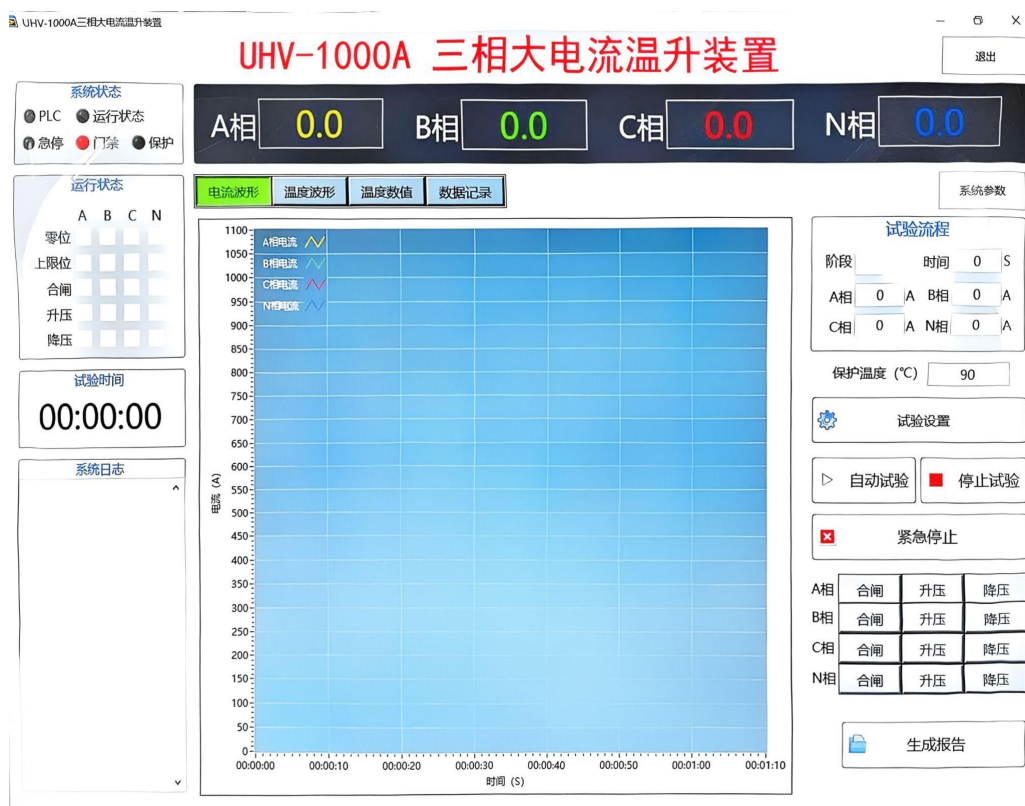 UHV-1000A三相大电流温升装置
UHV-1000A 三相大电流温升装置
退出
系统状态
PLC 运行状态
急停 门禁 保护
A相 0.0 B相 0.0 C相 0.0 N相 0.0
运行状态
A B C N
零位
上限位
合闸
升压
降压
试验时间
00:00:00
系统日志
电流波形 温度波形 温度数值 数据记录
系统参数
A相电流
B相电流
C相电流
N相电流
电流 (A)
1100
1050
1000
950
900
850
800
750
700
650
600
550
500
450
400
350
300
250
200
150
100
50
0
00:00:00 00:00:10 00:00:20 00:00:30 00:00:40 00:00:50 00:01:00 00:01:10
时间 (S)
试验流程
阶段 时间 0 S
A相 0 A B相 0 A
C相 0 A N相 0 A
保护温度 (℃) 90
试验设置
自动试验 停止试验
紧急停止
A相 合闸 升压 降压
B相 合闸 升压 降压
C相 合闸 升压 降压
N相 合闸 升压 降压
生成报告